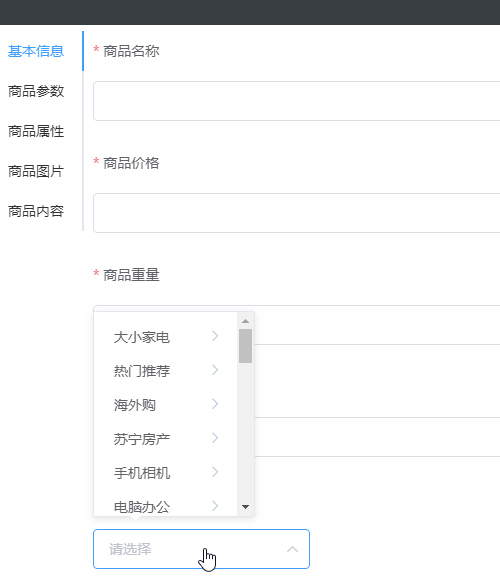 基本信息
商品参数
商品属性
商品图片
商品内容
* 商品名称
* 商品价格
* 商品重量
大小家电
热门推荐
海外购
苏宁房产
手机相机
电脑办公
请选择